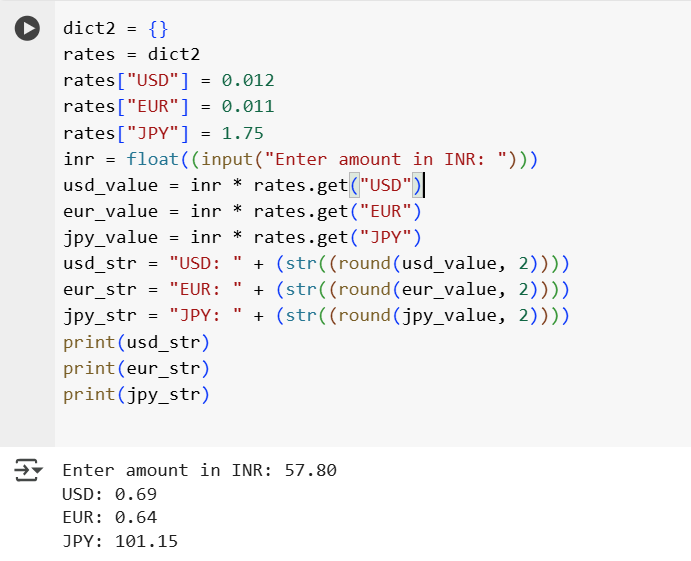 dict2 = {}
rates = dict2
rates["USD"] = 0.012
rates["EUR"] = 0.011
rates["JPY"] = 1.75
inr = float((input("Enter amount in INR: ")))
usd_value = inr * rates.get("USD")
eur_value = inr * rates.get("EUR")
jpy_value = inr * rates.get("JPY")
usd_str = "USD: " + (str((round(usd_value, 2))))
eur_str = "EUR: " + (str((round(eur_value, 2))))
jpy_str = "JPY: " + (str((round(jpy_value, 2))))
print(usd_str)
print(eur_str)
print(jpy_str)
Enter amount in INR: 57.80
USD: 0.69
EUR: 0.64
JPY: 101.15